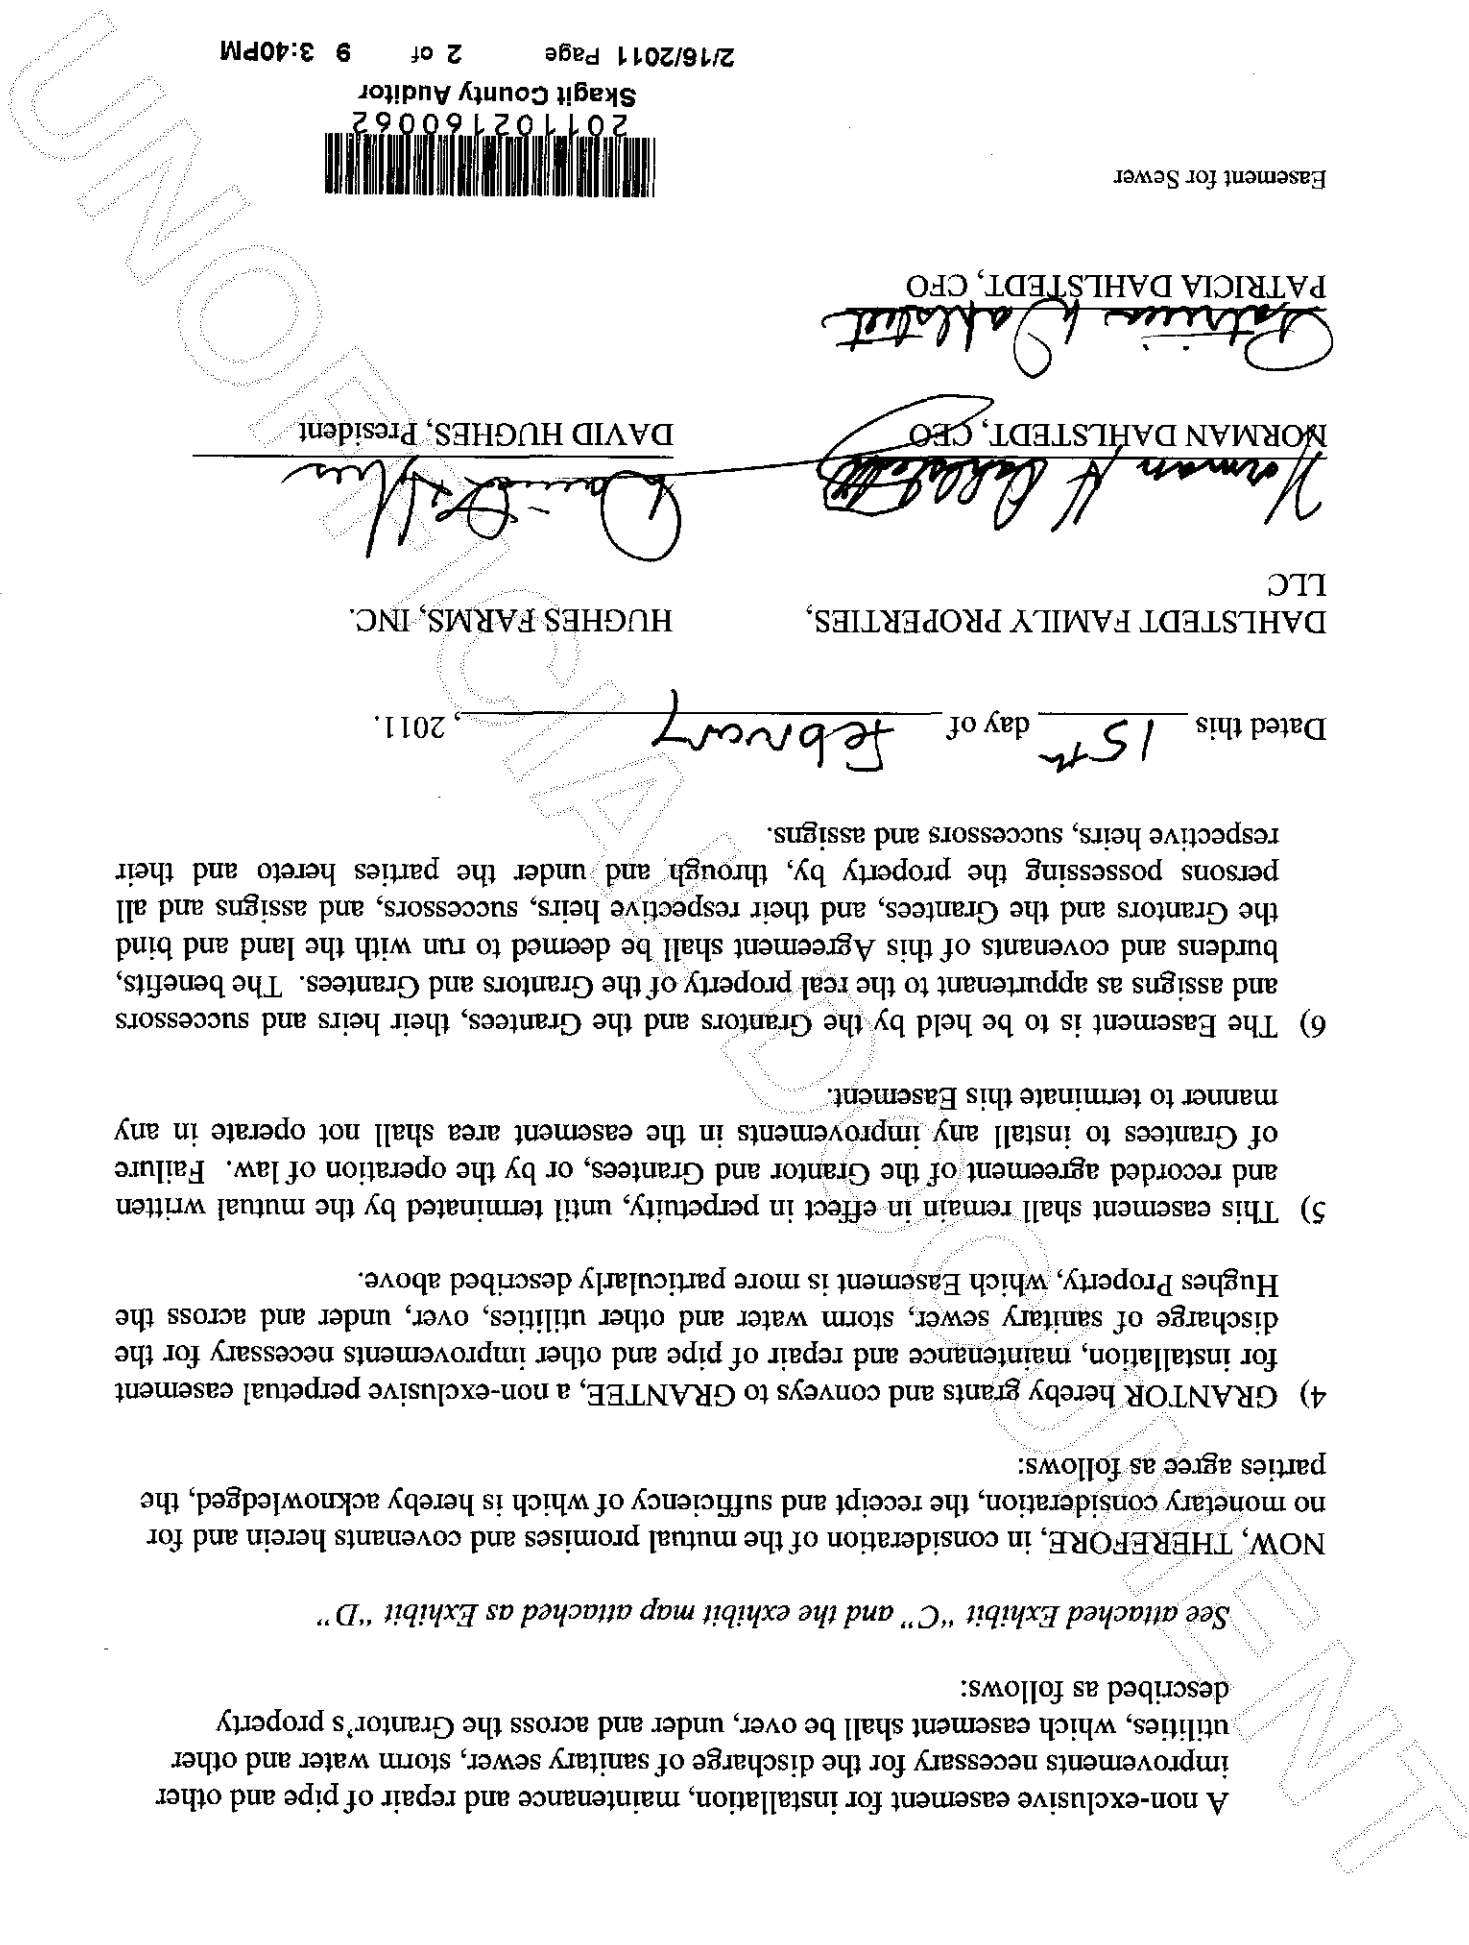 A non-exclusive easement for installation, maintenance and repair of pipe and other
improvements necessary for the discharge of sanitary sewer, storm water and other
utilities, which easement shall be over, under and across the Grantor's property
described as follows:
See attached Exhibit "C" and the exhibit map attached as Exhibit "D"
NOW, THEREFORE, in consideration of the mutual promises and covenants herein and for
no monetary consideration, the receipt and sufficiency of which is hereby acknowledged, the
parties agree as follows:
4) GRANTOR hereby grants and conveys to GRANTEE, a non-exclusive perpetual easement
for installation, maintenance and repair of pipe and other improvements necessary for the
discharge of sanitary sewer, storm water and other utilities, over, under and across the
Hughes Property, which Easement is more particularly described above.
5) This easement shall remain in effect in perpetuity, until terminated by the mutual written
and recorded agreement of the Grantor and Grantees, or by the operation of law. Failure
of Grantees to install any improvements in the easement area shall not operate in any
manner to terminate this Easement.
6) The Easement is to be held by the Grantors and the Grantees, their heirs and successors
and assigns as appurtenant to the real property of the Grantors and Grantees. The benefits,
burdens and covenants of this Agreement shall be deemed to run with the land and bind
the Grantors and the Grantees, and their respective heirs, successors, and assigns and all
persons possessing the property by, through and under the parties hereto and their
respective heirs, successors and assigns.
Dated this 15th day of February, 2011.
DAHLSTEDT FAMILY PROPERTIES, HUGHES FARMS, INC.
LLC
Norman H Dahlstedt David Hughes
NORMAN DAHLSTEDT, CEO DAVID HUGHES, President
Patricia Dahlstedt
PATRICIA DAHLSTEDT, CFO
Easement for Sewer
201102160062
Skagit County Auditor
2/16/2011 Page 2 of 9 3:40PM
UNOFFICIAL DOCUMENT